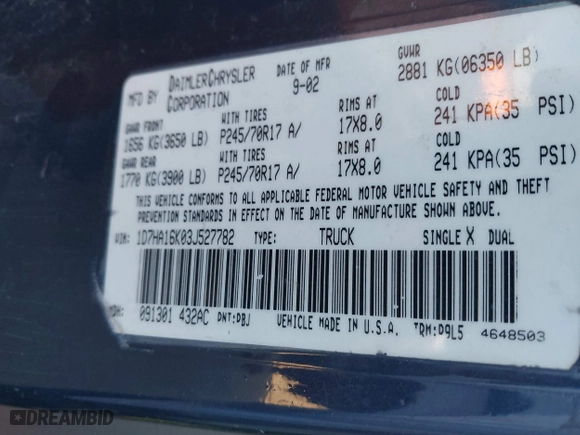 MFD BY DAIMLERCHRYSLER CORPORATION DATE OF MFR 9-02 GVWR 2881 KG(06350 LB)
GAWR FRONT WITH TIRES RIMS AT COLD
1656 KG(3650 LB) P245/70R17 A/ 17X8.0 241 KPA(35 PSI)
GAWR REAR WITH TIRES RIMS AT COLD
1770 KG(3900 LB) P245/70R17 A/ 17X8.0 241 KPA(35 PSI)
THIS VEHICLE CONFORMS TO ALL APPLICABLE FEDERAL MOTOR VEHICLE SAFETY AND THEFT
PREVENTION STANDARDS IN EFFECT ON THE DATE OF MANUFACTURE SHOWN ABOVE.
VIN: 1D7HA16K03J527782 TYPE: TRUCK SINGLE X DUAL
MDH: 091301 432AC PNT:PBJ VEHICLE MADE IN U.S.A. TRM:D9L5 4648503
DREAMBID